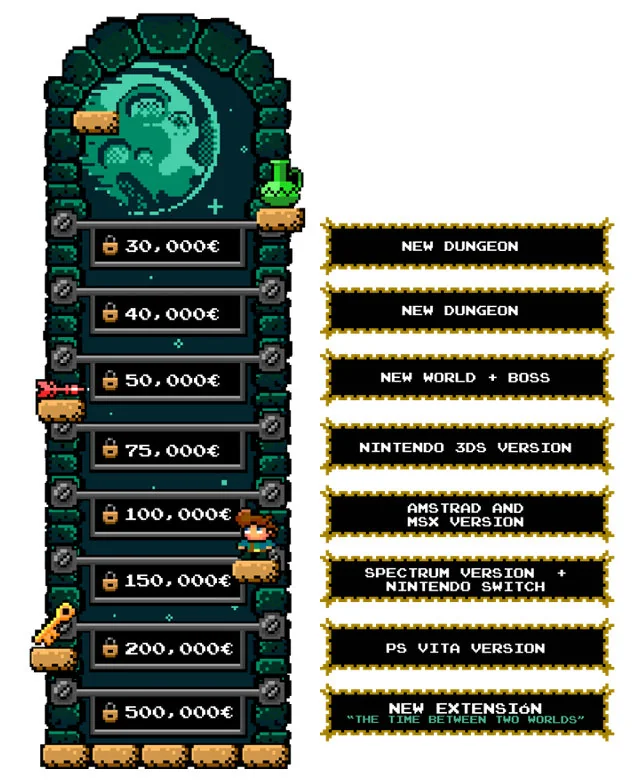 30,000€ NEW DUNGEON
40,000€ NEW DUNGEON
50,000€ NEW WORLD + BOSS
75,000€ NINTENDO 3DS VERSION
100,000€ AMSTRAD AND
MSX VERSION
150,000€ SPECTRUM VERSION +
NINTENDO SWITCH
200,000€ PS VITA VERSION
500,000€ NEW EXTENSIóN
"THE TIME BETWEEN TWO WORLDS"